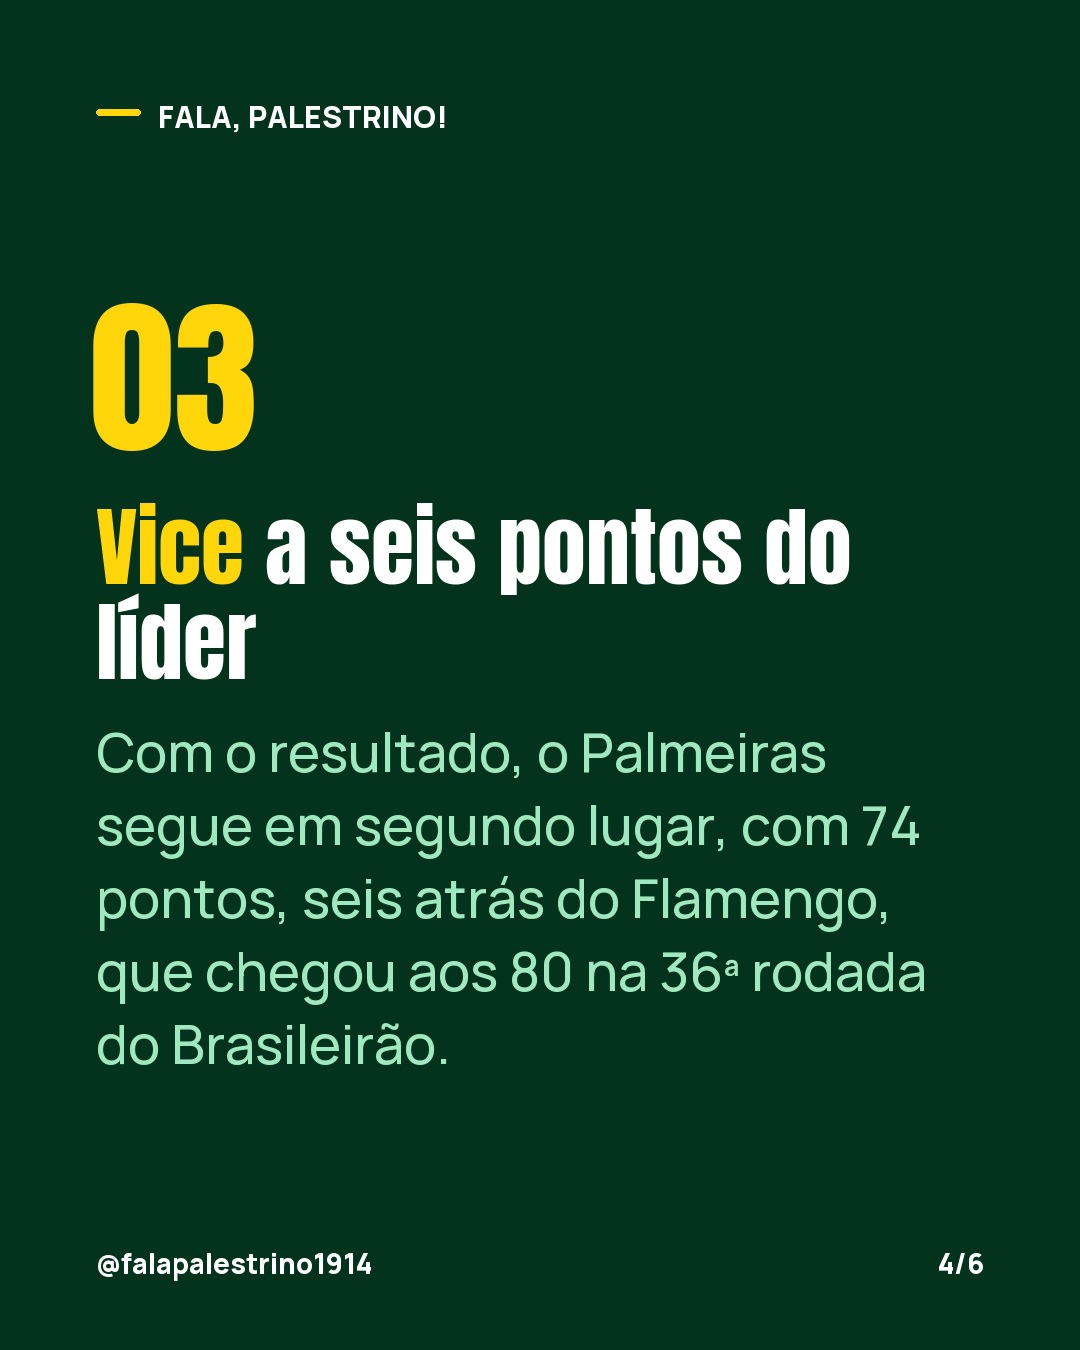 FALA, PALESTRINO!
03
Vice a seis pontos do
líder
Com o resultado, o Palmeiras
segue em segundo lugar, com 74
pontos, seis atrás do Flamengo,
que chegou aos 80 na 36ª rodada
do Brasileirão.
@falapalestrino1914
4/6